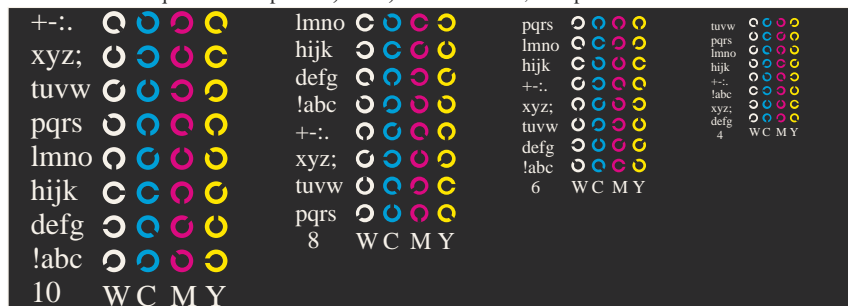 +-:.
xyz;
tuvw
pqrs
lmno
hijk
defg
!abc
10 W C M Y
lmno
hijk
defg
!abc
+-:.
xyz;
tuvw
pqrs
8 W C M Y
pqrs
lmno
hijk
+-:.
xyz;
tuvw
defg
!abc
6 W C M Y
tuvw
pqrs
lmno
hijk
+-:.
!abc
xyz;
defg
4 W C M Y